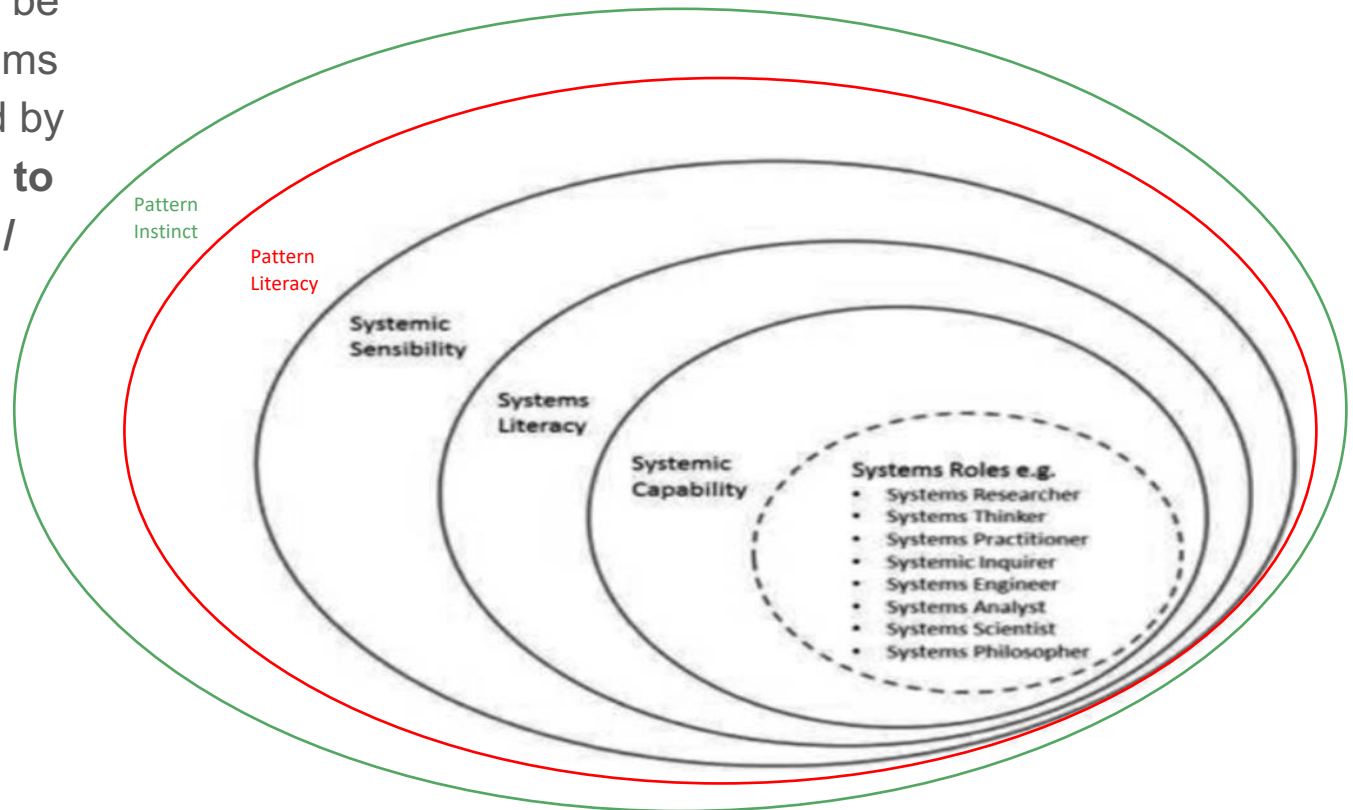 be
ms
d by
to
l
Pattern
Instinct
Pattern
Literacy
Systemic
Sensibility
Systems
Literacy
Systemic
Capability
Systems Roles e.g.
• Systems Researcher
• Systems Thinker
• Systems Practitioner
• Systemic Inquirer
• Systems Engineer
• Systems Analyst
• Systems Scientist
• Systems Philosopher